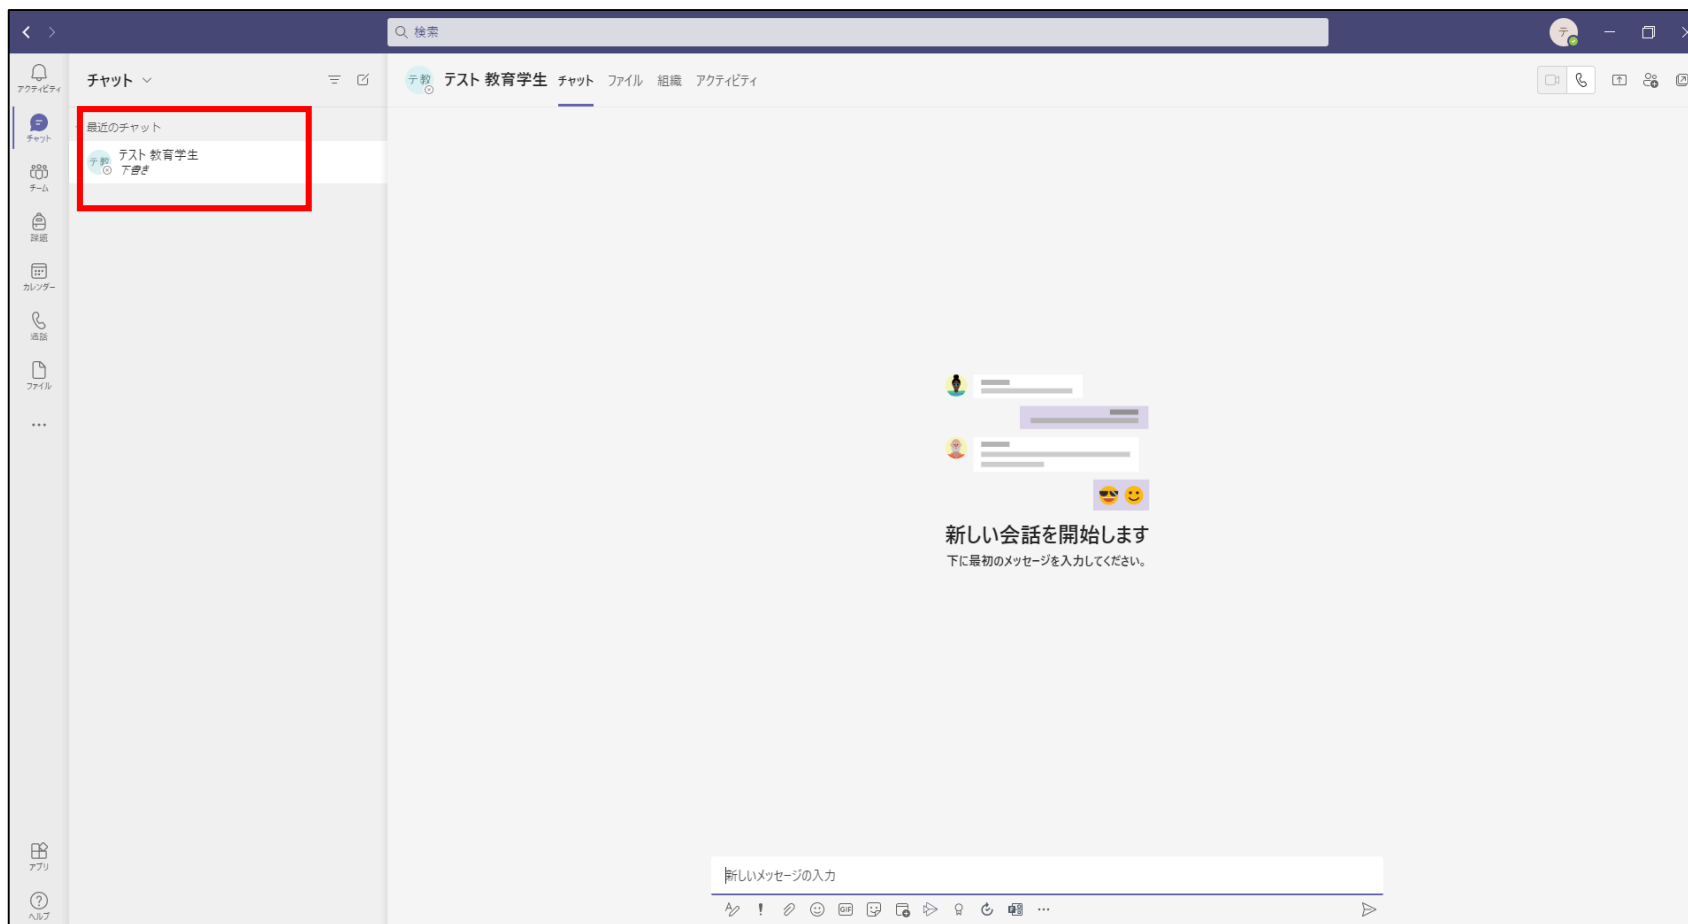 検索
テ
アクティビティ
チャット
チーム
課題
カレンダー
通話
ファイル
アプリ
ヘルプ
チャット
最近のチャット
テ教
テスト 教育学生
下書き
テ教
テスト 教育学生
チャット
ファイル
組織
アクティビティ
新しい会話を開始します
下に最初のメッセージを入力してください。
新しいメッセージの入力
GIF